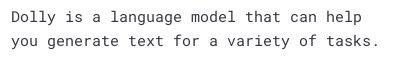 Dolly is a language model that can help
you generate text for a variety of tasks.